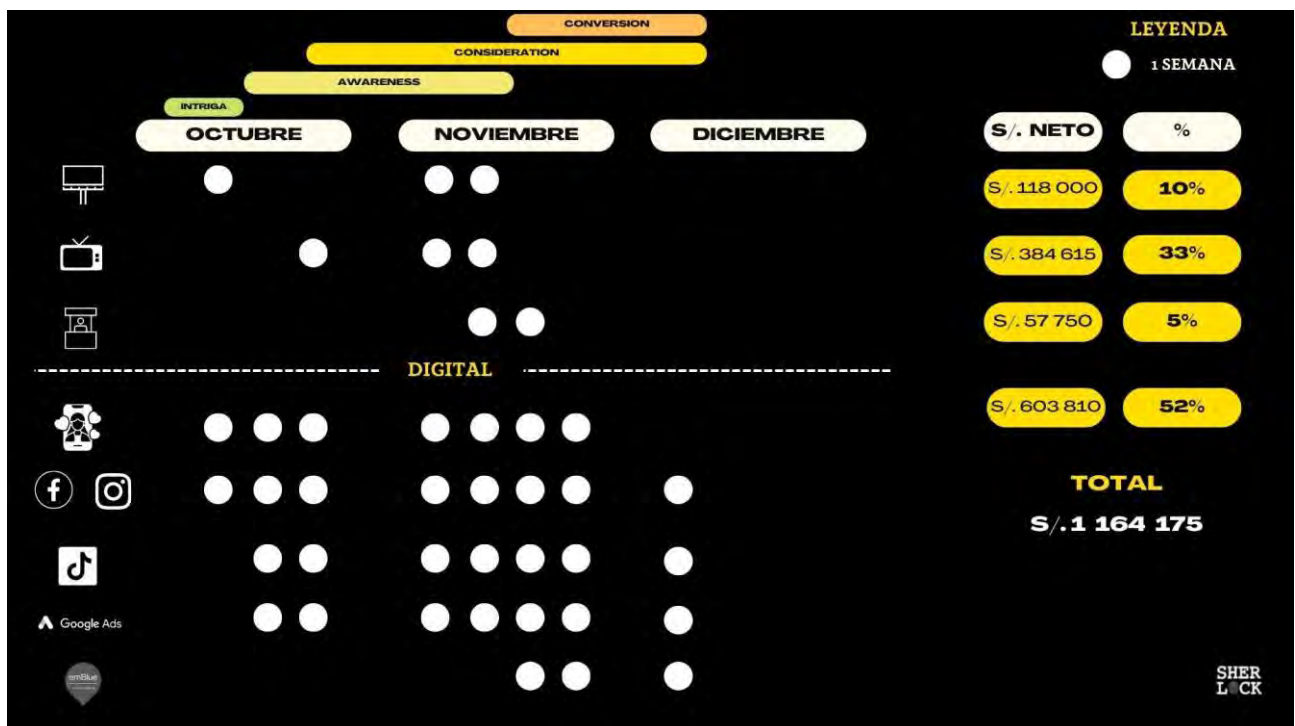 CONVERSION
LEYENDA
CONSIDERATION
1 SEMANA
AWARENESS
INTRIGA
OCTUBRE NOVIEMBRE DICIEMBRE S/. NETO %
S/.118 000 10%
S/.384 615 33%
S/.57 750 5%
DIGITAL
S/.603 810 52%
TOTAL
S/.1 164 175
Google Ads
emBlue
SHER
LOCK